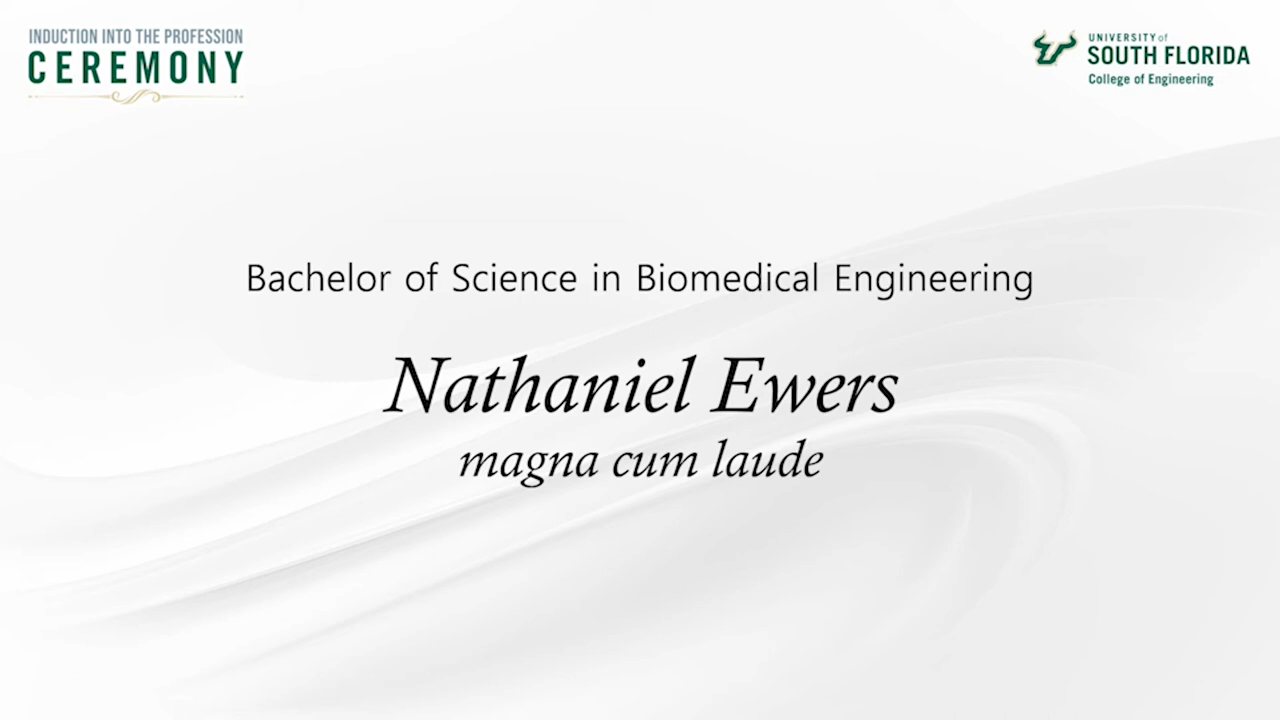 INDUCTION INTO THE PROFESSION
CEREMONY
UNIVERSITY of
SOUTH FLORIDA
College of Engineering
Bachelor of Science in Biomedical Engineering
Nathaniel Ewers
magna cum laude